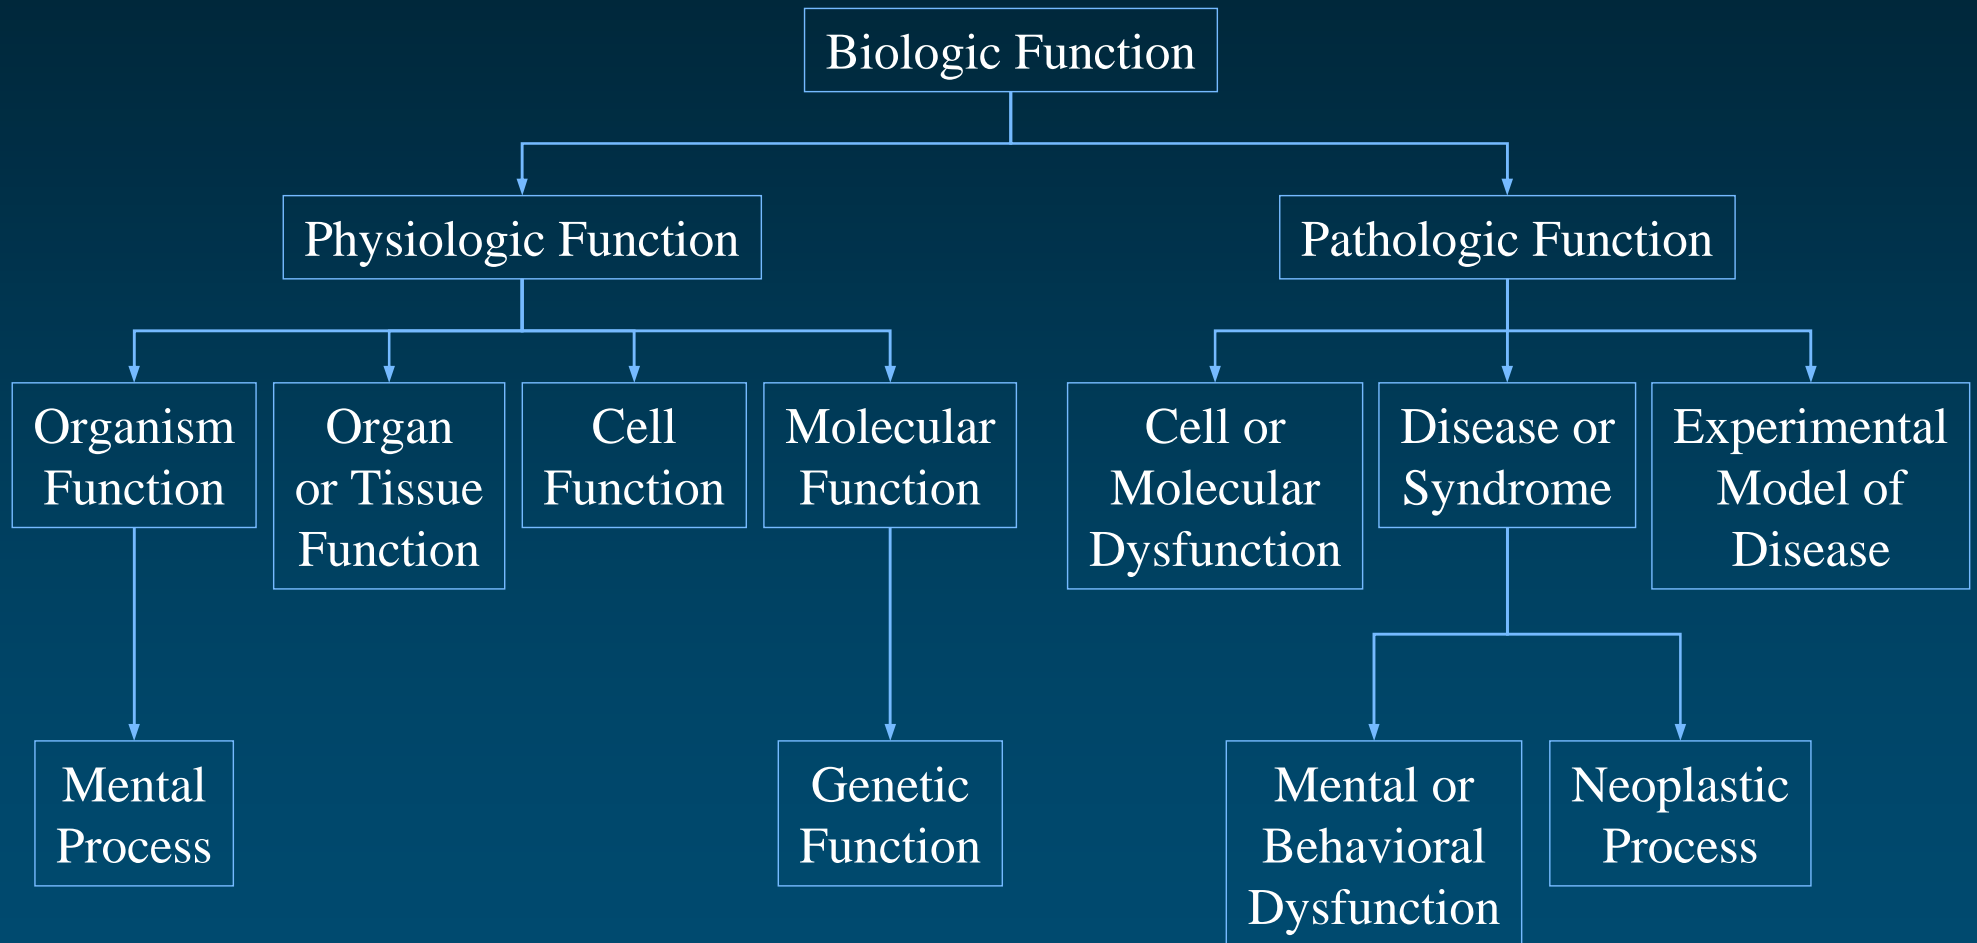 Biologic Function
Physiologic Function
Pathologic Function
Organism
Function
Organ
or Tissue
Function
Cell
Function
Molecular
Function
Cell or
Molecular
Dysfunction
Disease or
Syndrome
Experimental
Model of
Disease
Mental
Process
Genetic
Function
Mental or
Behavioral
Dysfunction
Neoplastic
Process